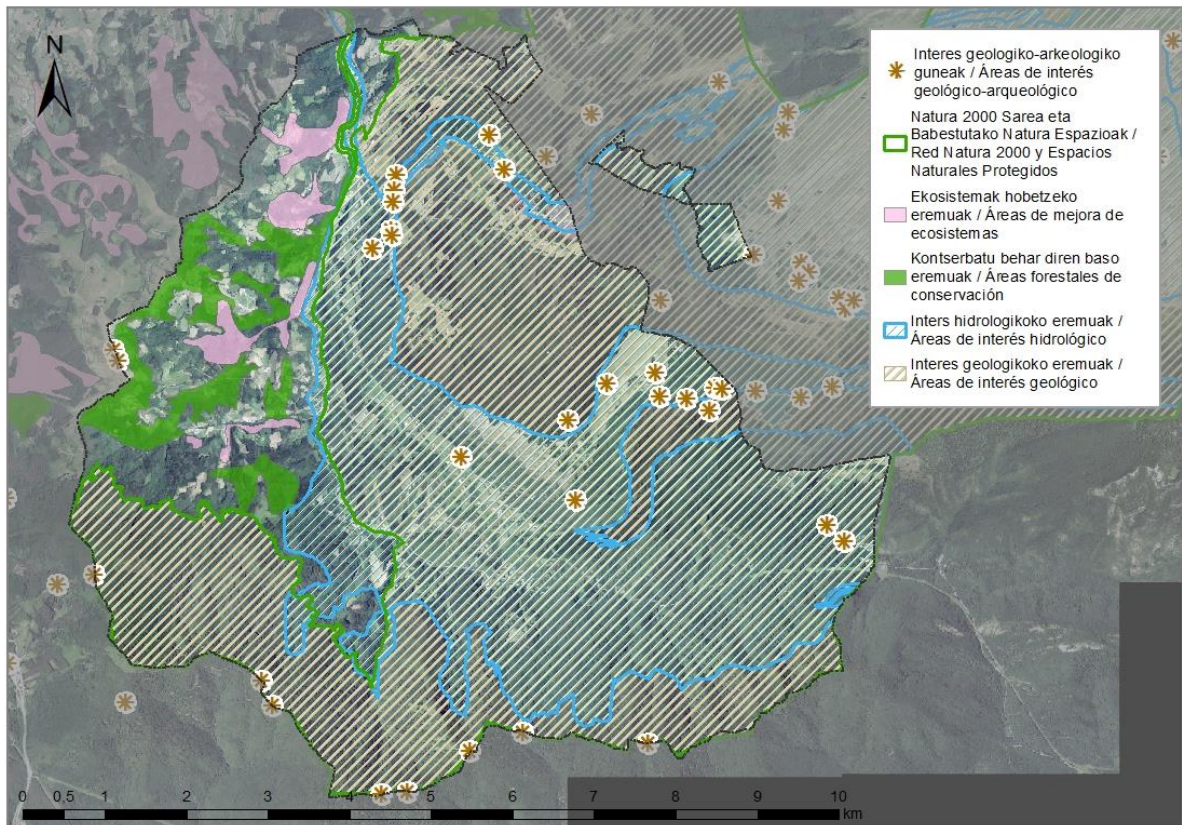 N
Interes geologiko-arkeologiko
guneak / Áreas de interés
geológico-arqueológico
Natura 2000 Sarea eta
Babestutako Natura Espazioak /
Red Natura 2000 y Espacios
Naturales Protegidos
Ekosistemak hobetzeko
eremuak / Áreas de mejora de
ecosistemas
Kontserbatu behar diren baso
eremuak / Áreas forestales de
conservación
Inters hidrologikoko eremuak /
Áreas de interés hidrológico
Interes geologikoko eremuak /
Áreas de interés geológico
0 0,5 1 2 3 4 5 6 7 8 9 10
km